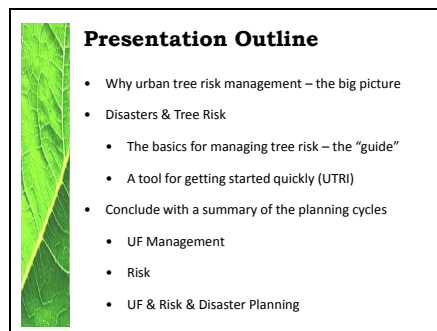 Presentation Outline
• Why urban tree risk management – the big picture
• Disasters & Tree Risk
• The basics for managing tree risk – the “guide”
• A tool for getting started quickly (UTRI)
• Conclude with a summary of the planning cycles
• UF Management
• Risk
• UF & Risk & Disaster Planning